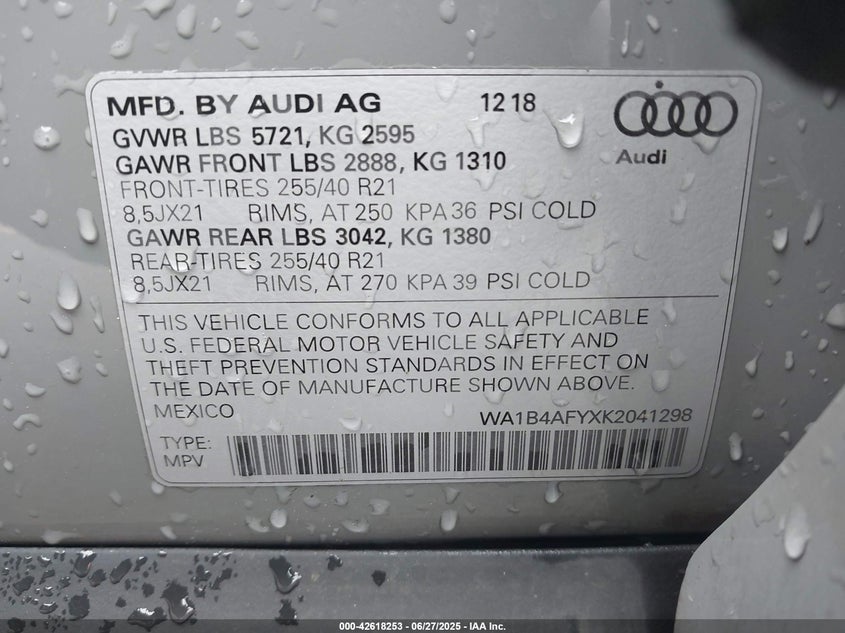 MFD. BY AUDI AG 12 18
Audi
GVWR LBS 5721, KG 2595
GAWR FRONT LBS 2888, KG 1310
FRONT-TIRES 255/40 R21
8,5JX21 RIMS, AT 250 KPA 36 PSI COLD
GAWR REAR LBS 3042, KG 1380
REAR-TIRES 255/40 R21
8,5JX21 RIMS, AT 270 KPA 39 PSI COLD
THIS VEHICLE CONFORMS TO ALL APPLICABLE
U.S. FEDERAL MOTOR VEHICLE SAFETY AND
THEFT PREVENTION STANDARDS IN EFFECT ON
THE DATE OF MANUFACTURE SHOWN ABOVE.
MEXICO WA1B4AFYXK2041298
TYPE:
MPV
000-42618253 - 06/27/2025 - IAA Inc.